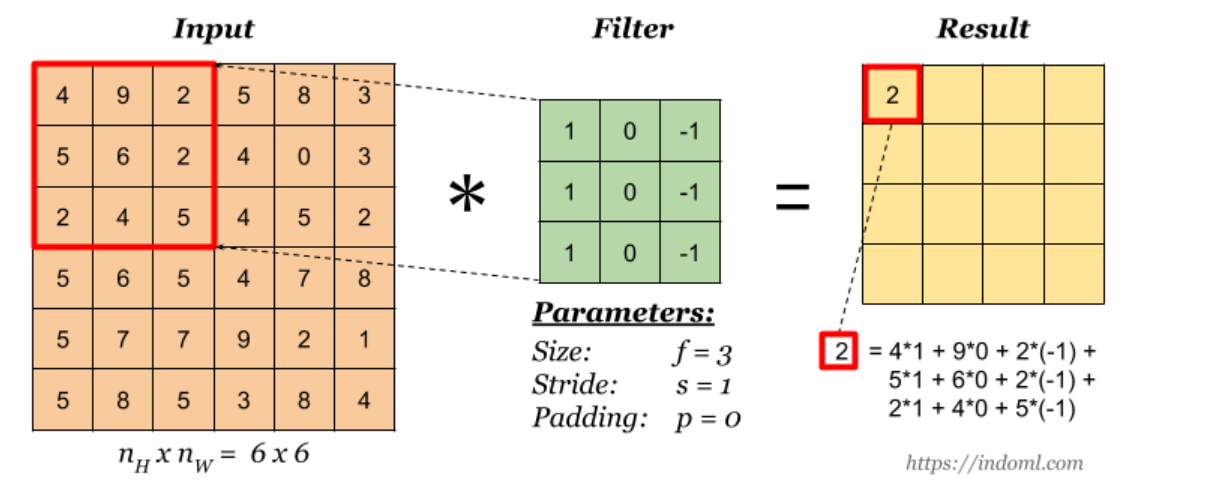 Input
Filter
Result
4 9 2 5 8 3
5 6 2 4 0 3
2 4 5 4 5 2
5 6 5 4 7 8
5 7 7 9 2 1
5 8 5 3 8 4
n_H x n_W = 6 x 6
*
1 0 -1
1 0 -1
1 0 -1
Parameters:
Size: f = 3
Stride: s = 1
Padding: p = 0
=
2
2 = 4*1 + 9*0 + 2*(-1) +
5*1 + 6*0 + 2*(-1) +
2*1 + 4*0 + 5*(-1)
https://indoml.com